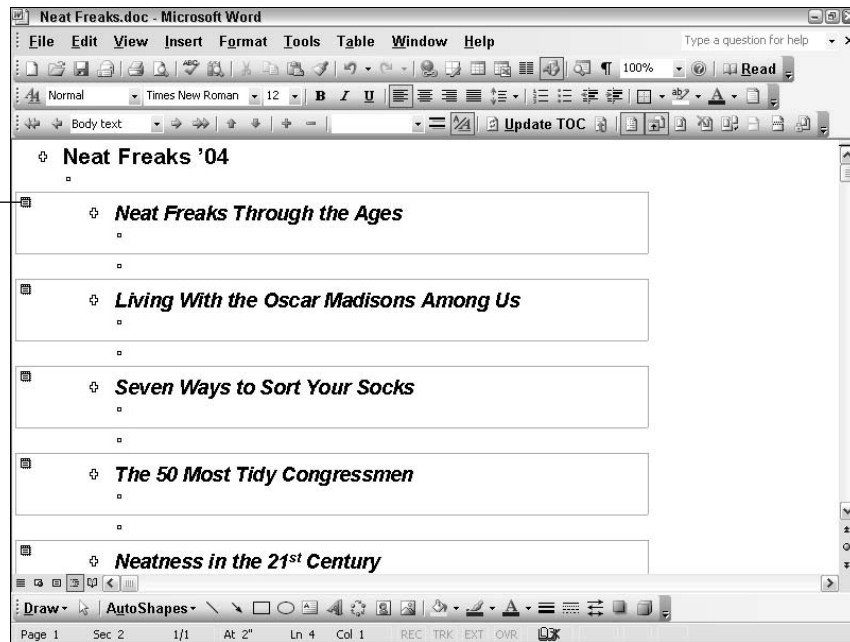 Neat Freaks.doc - Microsoft Word
File Edit View Insert Format Tools Table Window Help Type a question for help
100% Read
Normal Times New Roman 12 B I U
Body text Update TOC
Neat Freaks ’04
Neat Freaks Through the Ages
Living With the Oscar Madisons Among Us
Seven Ways to Sort Your Socks
The 50 Most Tidy Congressmen
Neatness in the 21st Century
Draw AutoShapes
Page 1 Sec 2 1/1 At 2" Ln 4 Col 1 REC TRK EXT OVR